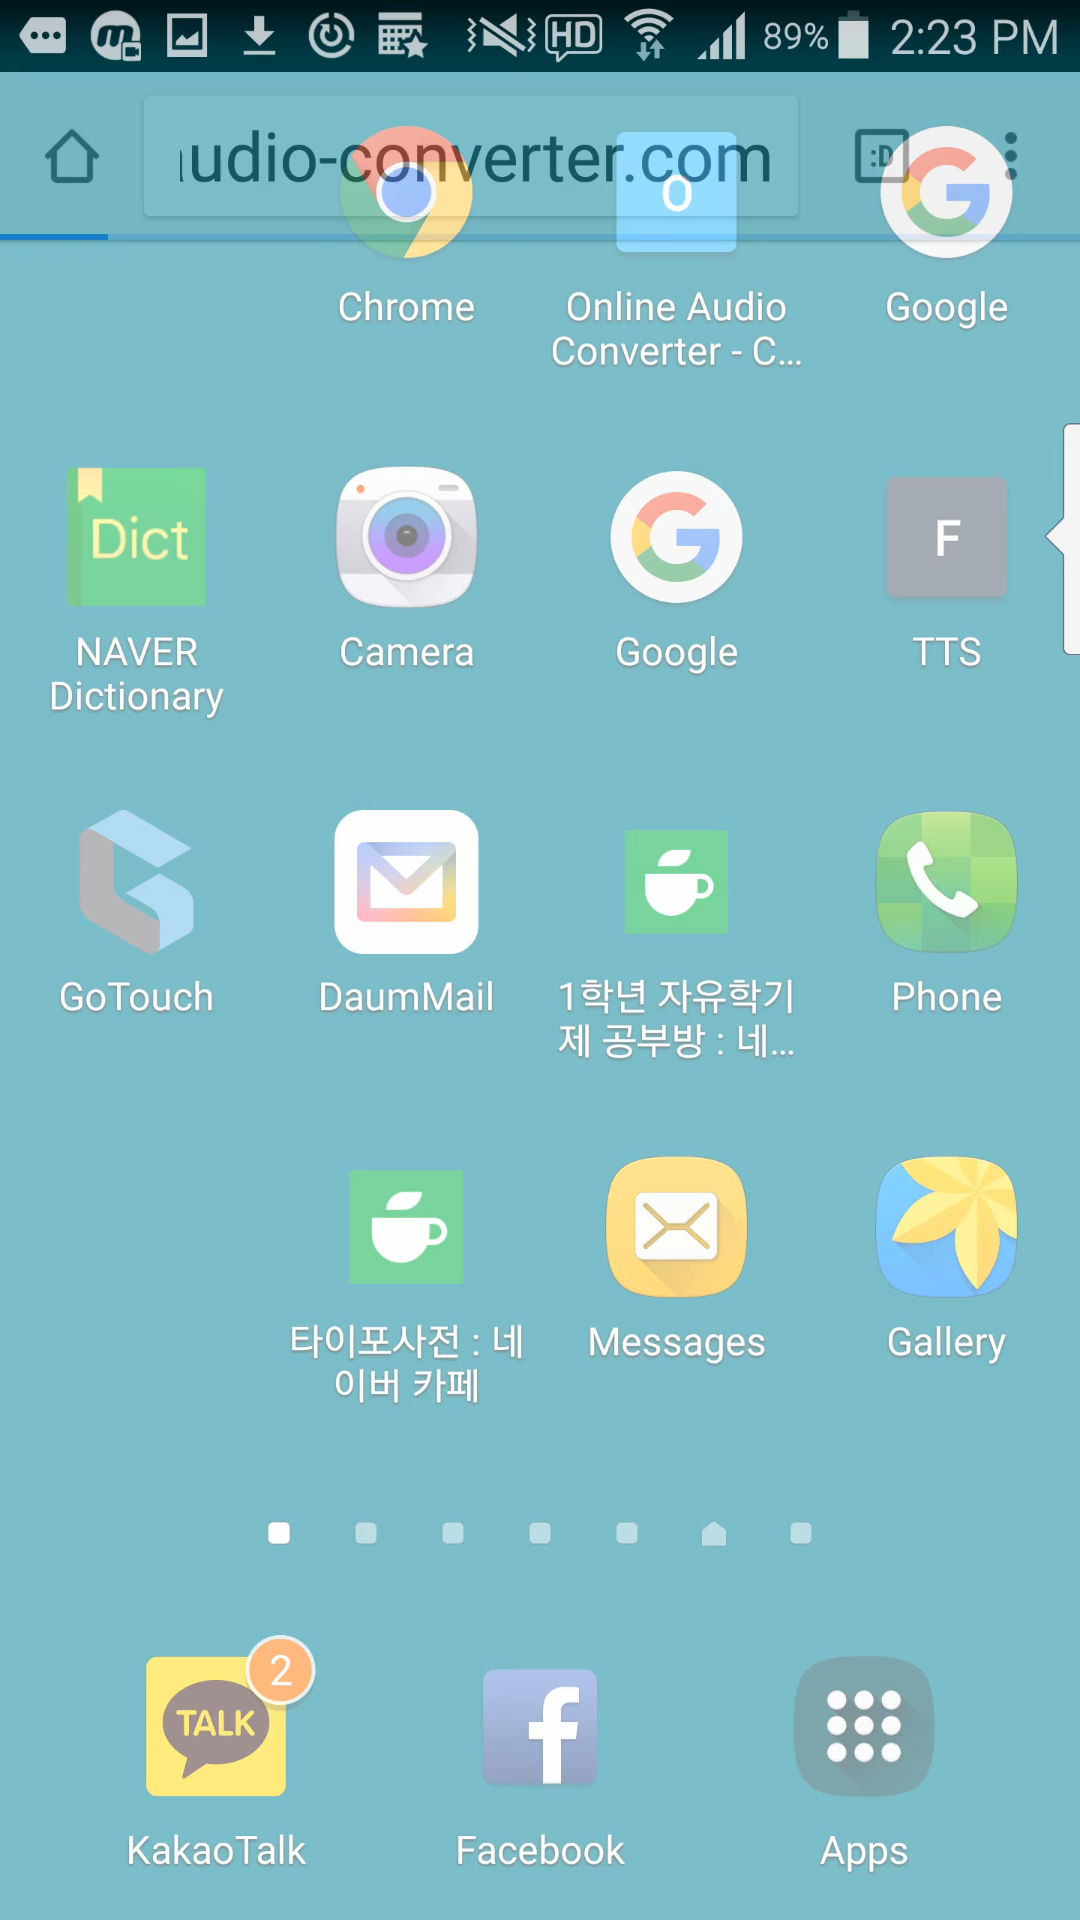 HD
89%
2:23 PM
udio-converter.com
:D
O
Chrome
Online Audio
Converter - C...
Google
Dict
F
NAVER
Dictionary
Camera
Google
TTS
GoTouch
DaumMail
1학년 자유학기
제 공부방 : 네...
Phone
타이포사전 : 네
이버 카페
Messages
Gallery
2
TALK
KakaoTalk
Facebook
Apps